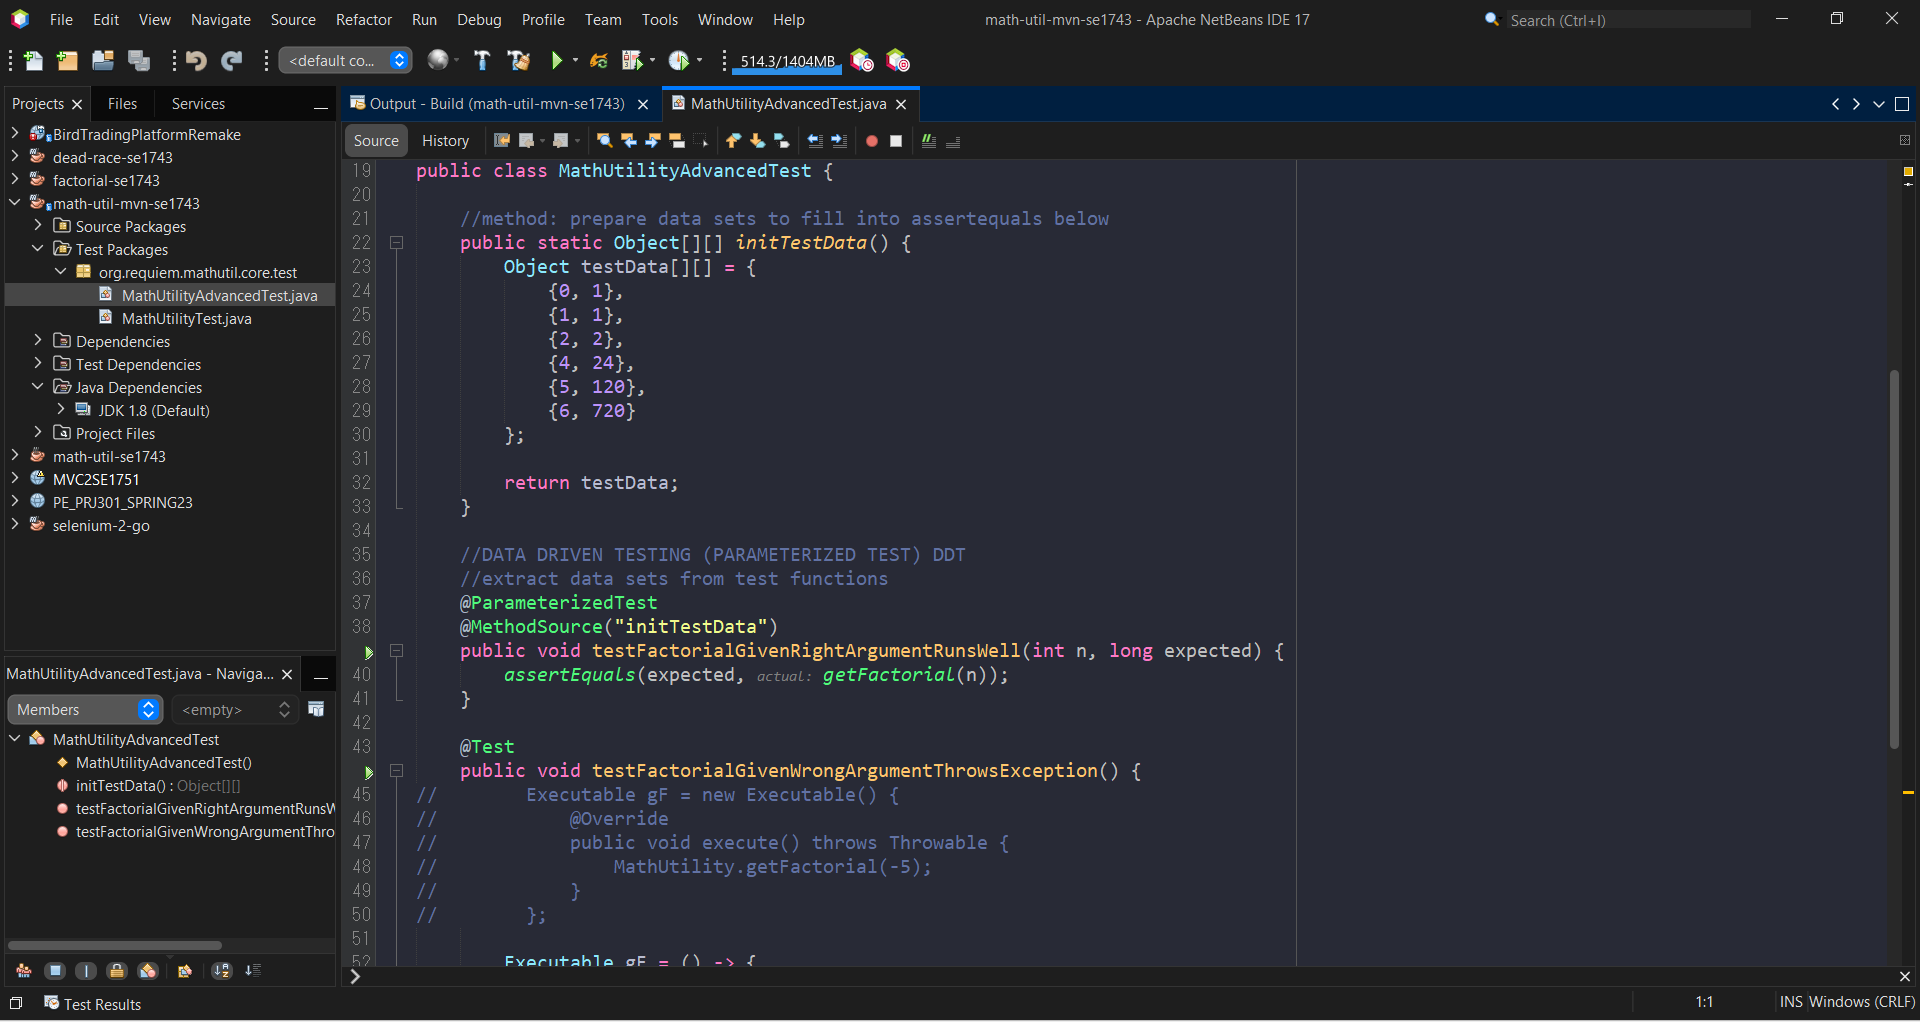 File Edit View Navigate Source Refactor Run Debug Profile Team Tools Window Help
math-util-mvn-se1743 - Apache NetBeans IDE 17
Search (Ctrl+I)
<default co...
514.3/1404MB
Projects Files Services
BirdTradingPlatformRemake
dead-race-se1743
factorial-se1743
math-util-mvn-se1743
Source Packages
Test Packages
org.requiem.mathutil.core.test
MathUtilityAdvancedTest.java
MathUtilityTest.java
Dependencies
Test Dependencies
Java Dependencies
JDK 1.8 (Default)
Project Files
math-util-se1743
MVC2SE1751
PE_PRJ301_SPRING23
selenium-2-go
MathUtilityAdvancedTest.java - Naviga...
Members <empty>
MathUtilityAdvancedTest
MathUtilityAdvancedTest()
initTestData() : Object[][]
testFactorialGivenRightArgumentRunsW
testFactorialGivenWrongArgumentThro
Output - Build (math-util-mvn-se1743) MathUtilityAdvancedTest.java
Source History
19 public class MathUtilityAdvancedTest {
20
21 //method: prepare data sets to fill into assertequals below
22 public static Object[][] initTestData() {
23 Object testData[][] = {
24 {0, 1},
25 {1, 1},
26 {2, 2},
27 {4, 24},
28 {5, 120},
29 {6, 720}
30 };
31
32 return testData;
33 }
34
35 //DATA DRIVEN TESTING (PARAMETERIZED TEST) DDT
36 //extract data sets from test functions
37 @ParameterizedTest
38 @MethodSource("initTestData")
public void testFactorialGivenRightArgumentRunsWell(int n, long expected) {
40 assertEquals(expected, actual: getFactorial(n));
41 }
42
43 @Test
public void testFactorialGivenWrongArgumentThrowsException() {
45 // Executable gF = new Executable() {
46 // @Override
47 // public void execute() throws Throwable {
48 // MathUtility.getFactorial(-5);
49 // }
50 // };
51
52 Executable gF = () -> {
Test Results
1:1 INS Windows (CRLF)